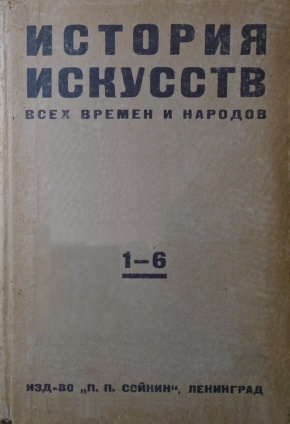 ИСТОРИЯ
ИСКУССТВ
ВСЕХ ВРЕМЕН И НАРОДОВ
1—6
ИЗД-ВО „П. П. СОЙКИН“, ЛЕНИНГРАД